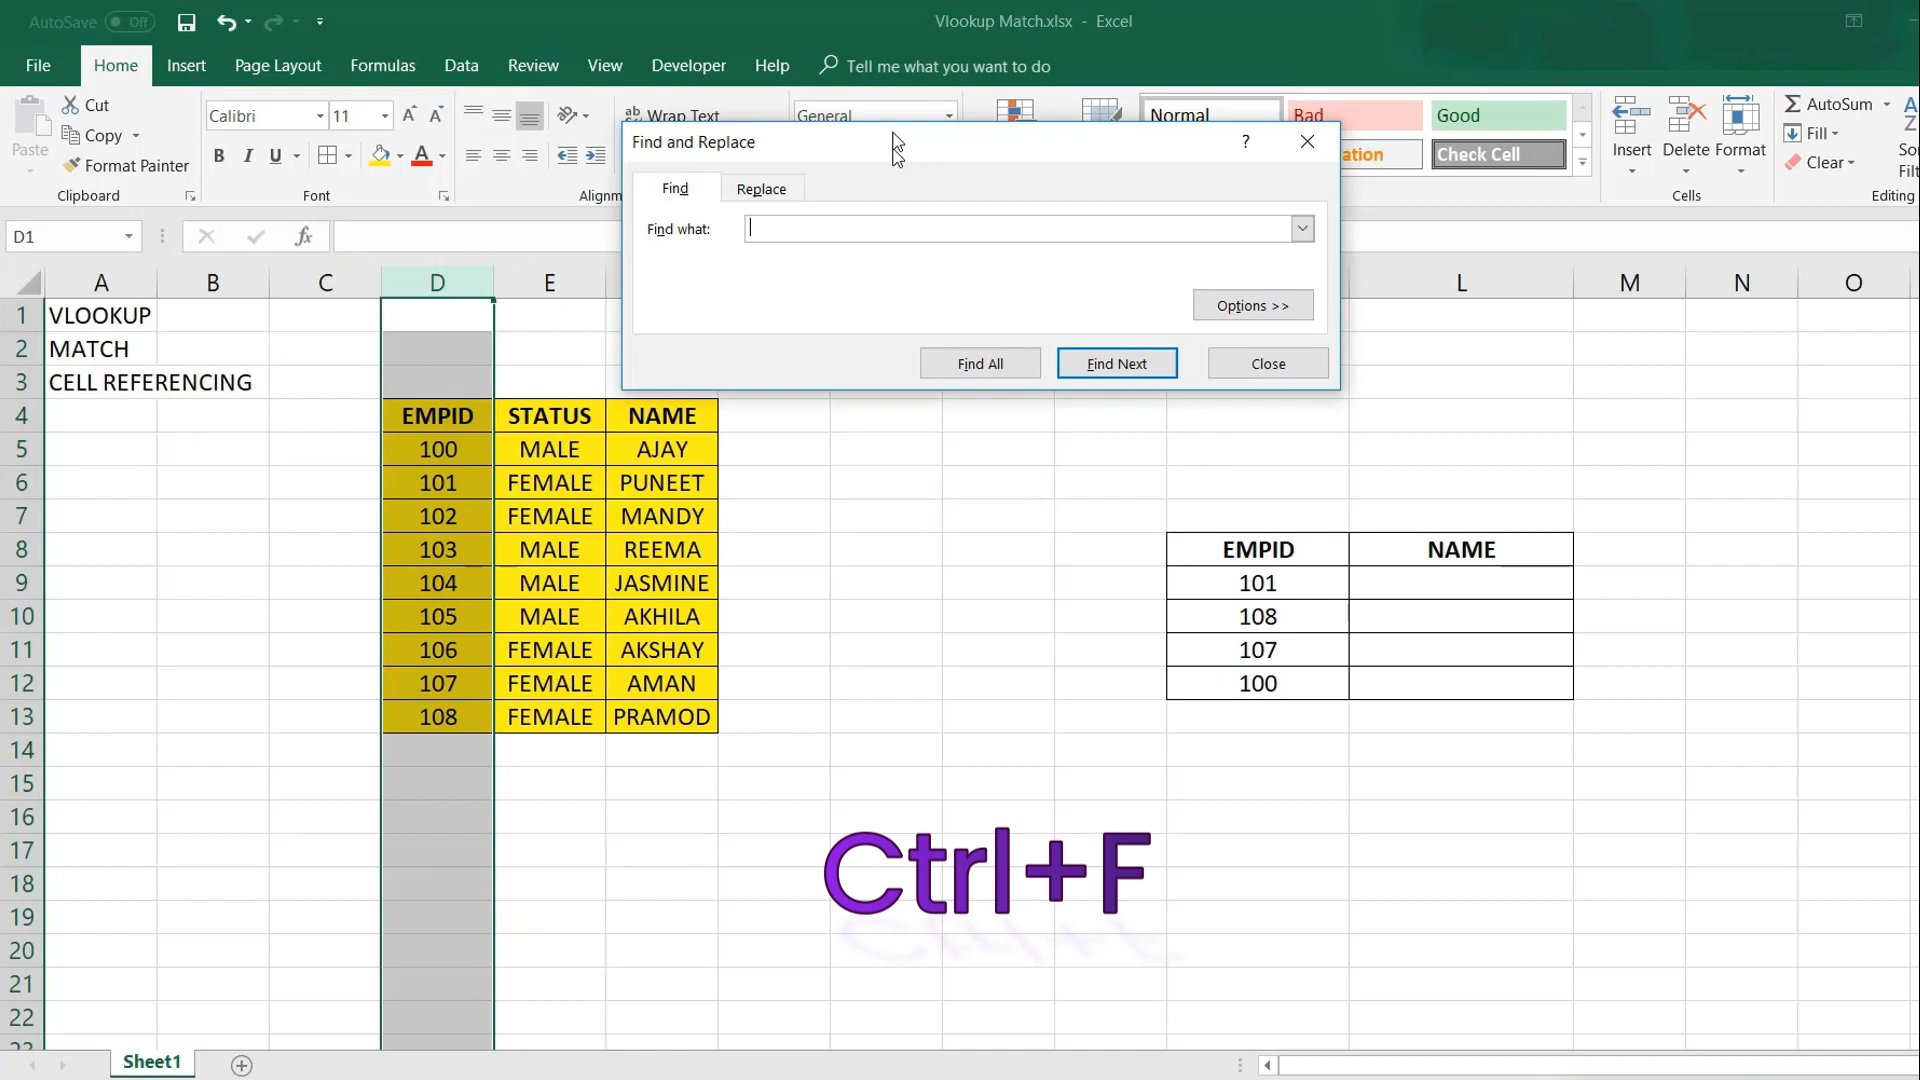 AutoSave Off Vlookup Match.xlsx - Excel
File Home Insert Page Layout Formulas Data Review View Developer Help Tell me what you want to do
Cut
Copy
Format Painter
Paste
Clipboard
Calibri 11
B I U
Font
ab Wrap Text
General
Normal Bad Good
Check Cell
Insert Delete Format
Cells
AutoSum
Fill
Clear
Editing
Find and Replace ? ×
Find Replace
Find what:
Options >>
Find All Find Next Close
D1 fx
A B C D E L M N O
1 VLOOKUP
2 MATCH
3 CELL REFERENCING
4 EMPID STATUS NAME
5 100 MALE AJAY
6 101 FEMALE PUNEET
7 102 FEMALE MANDY
8 103 MALE REEMA EMPID NAME
9 104 MALE JASMINE 101
10 105 MALE AKHILA 108
11 106 FEMALE AKSHAY 107
12 107 FEMALE AMAN 100
13 108 FEMALE PRAMOD
14
15
16
17
18
19
20
21
22
Ctrl+F
Sheet1